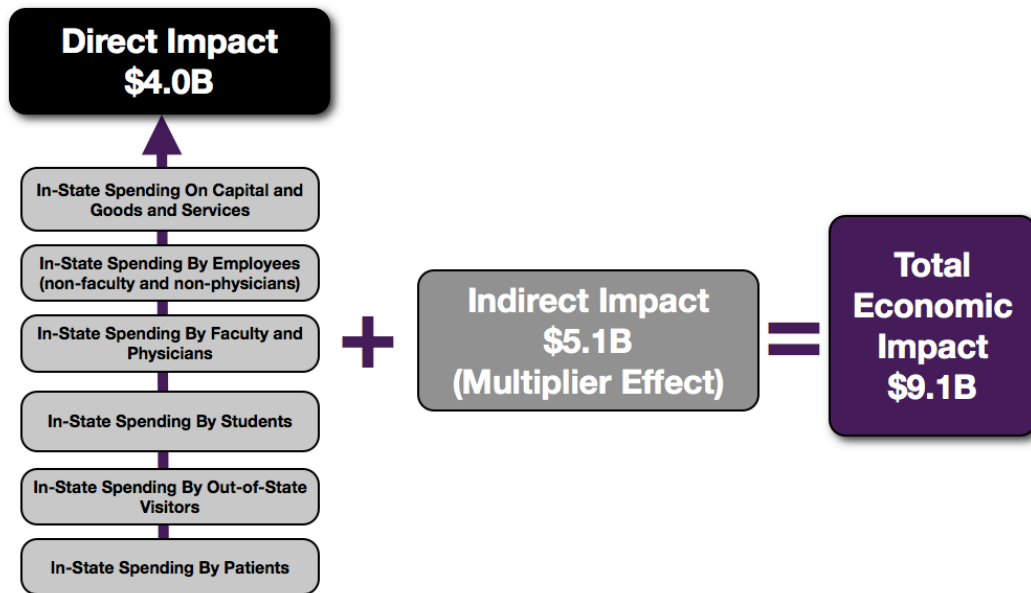 Direct Impact
$4.0B
In-State Spending On Capital and
Goods and Services
In-State Spending By Employees
(non-faculty and non-physicians)
In-State Spending By Faculty and
Physicians
In-State Spending By Students
In-State Spending By Out-of-State
Visitors
In-State Spending By Patients
+
Indirect Impact
$5.1B
(Multiplier Effect)
=
Total
Economic
Impact
$9.1B